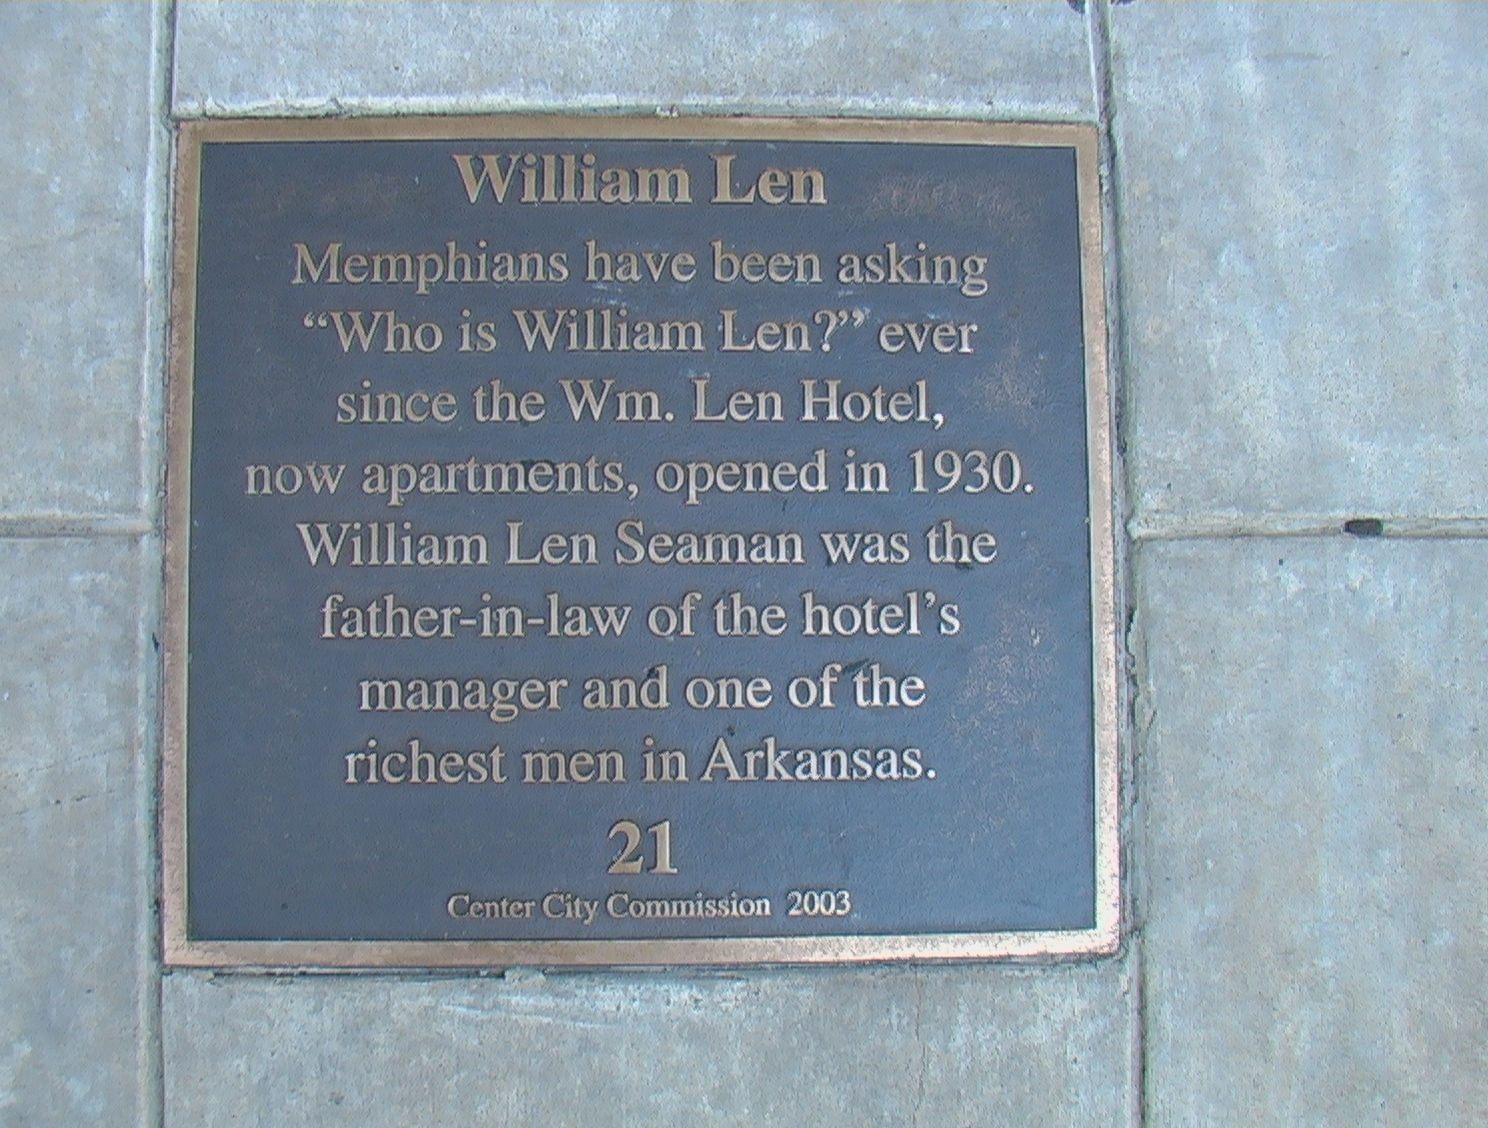 William Len
Memphians have been asking
“Who is William Len?” ever
since the Wm. Len Hotel,
now apartments, opened in 1930.
William Len Seaman was the
father-in-law of the hotel’s
manager and one of the
richest men in Arkansas.
21
Center City Commission 2003